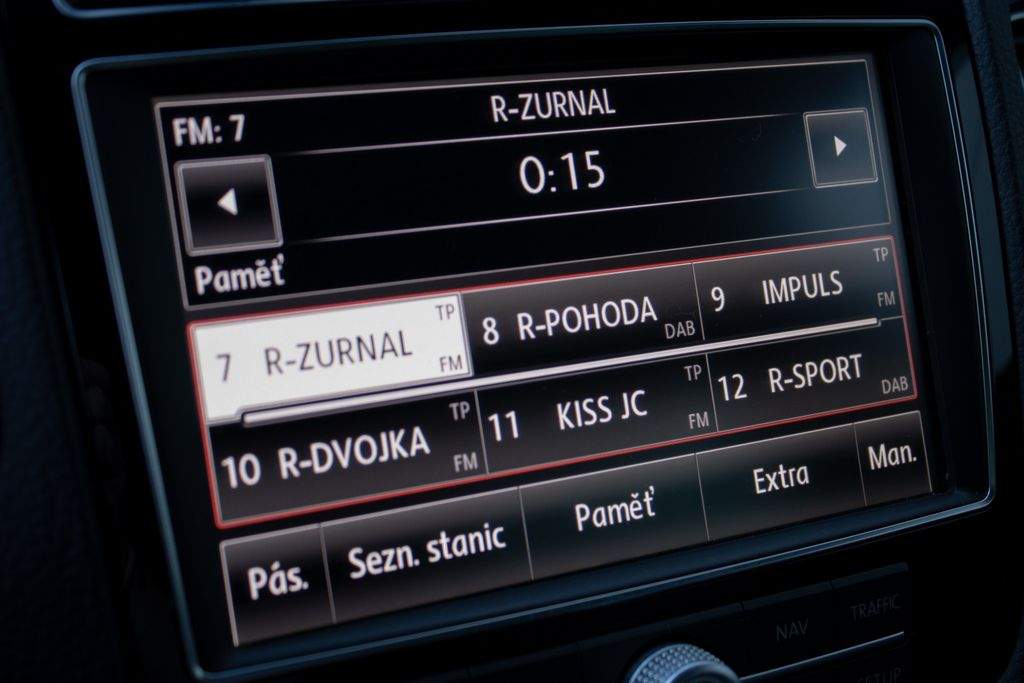 FM: 7 R-ZURNAL
0:15
Paměť
7 R-ZURNAL TP FM
8 R-POHODA DAB
9 IMPULS TP FM
10 R-DVOJKA TP FM
11 KISS JC TP FM
12 R-SPORT DAB
Pás. Sezn. stanic Paměť Extra Man.
NAV TRAFFIC
SETUP